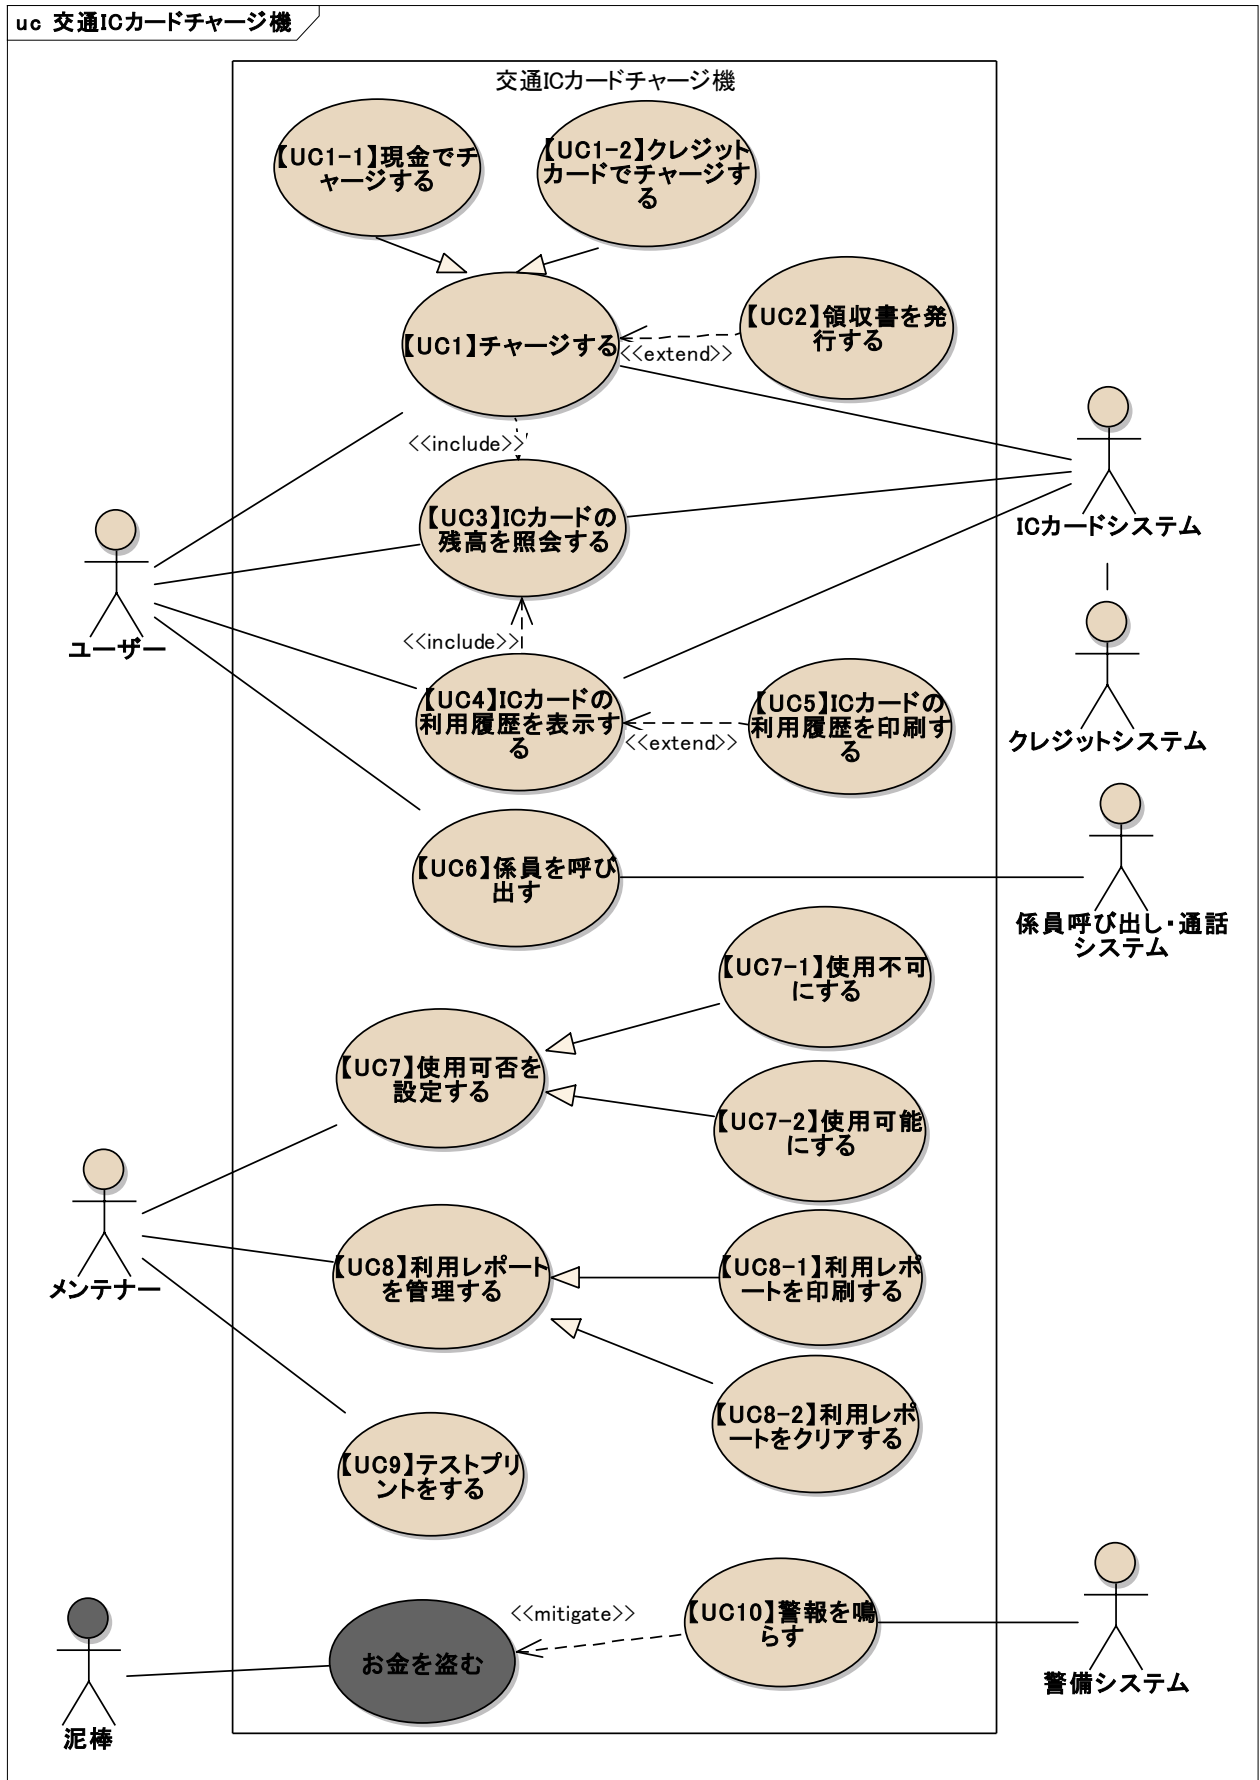 uc 交通ICカードチャージ機
交通ICカードチャージ機
【UC1-1】現金でチ
ャージする
【UC1-2】クレジット
カードでチャージす
る
【UC1】チャージする
【UC2】領収書を発
行する
<<extend>>
<<include>>
【UC3】ICカードの
残高を照会する
ICカードシステム
ユーザー
<<include>>
【UC4】ICカードの
利用履歴を表示す
る
<<extend>>
【UC5】ICカードの
利用履歴を印刷す
る
クレジットシステム
【UC6】係員を呼び
出す
係員呼び出し・通話
システム
【UC7-1】使用不可
にする
【UC7】使用可否を
設定する
【UC7-2】使用可能
にする
メンテナー
【UC8】利用レポート
を管理する
【UC8-1】利用レポ
ートを印刷する
【UC8-2】利用レポ
ートをクリアする
【UC9】テストプリ
ントをする
<<mitigate>>
【UC10】警報を鳴
らす
お金を盗む
警備システム
泥棒